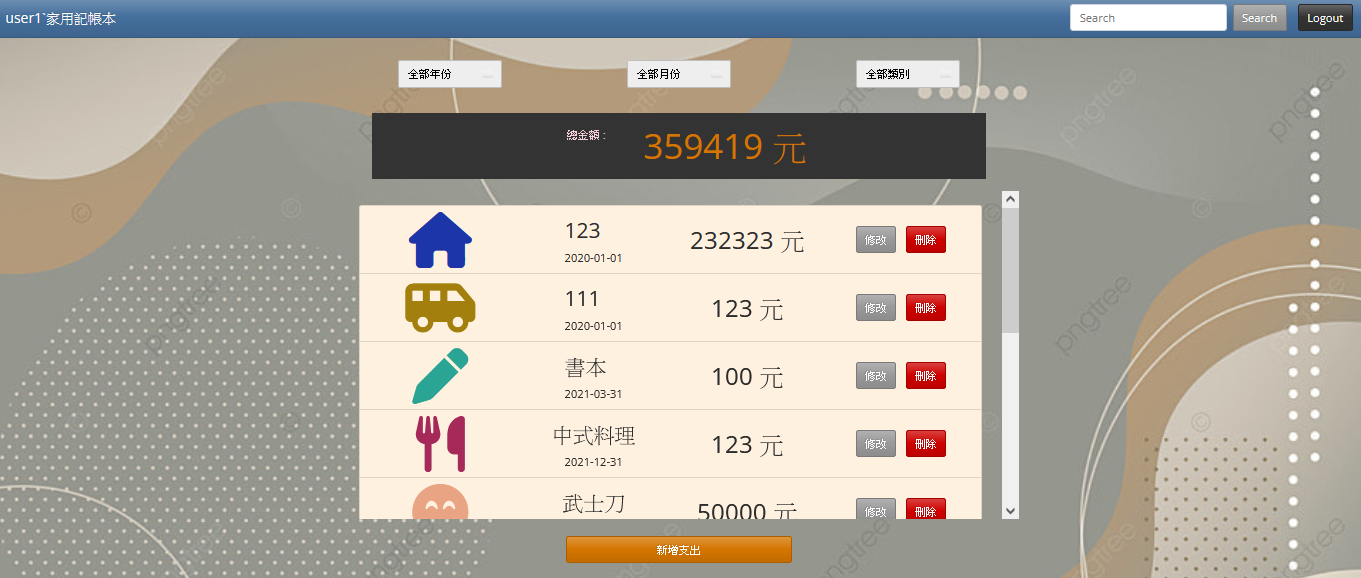 user1`家用記帳本
Search
Search
Logout
全部年份
全部月份
全部類別
總金額：
359419 元
123
2020-01-01
232323 元
修改
刪除
111
2020-01-01
123 元
修改
刪除
書本
2021-03-31
100 元
修改
刪除
中式料理
2021-12-31
123 元
修改
刪除
武士刀
50000 元
修改
刪除
新增支出
pngtree
pngtree
pngtree
pngtree
pngtree